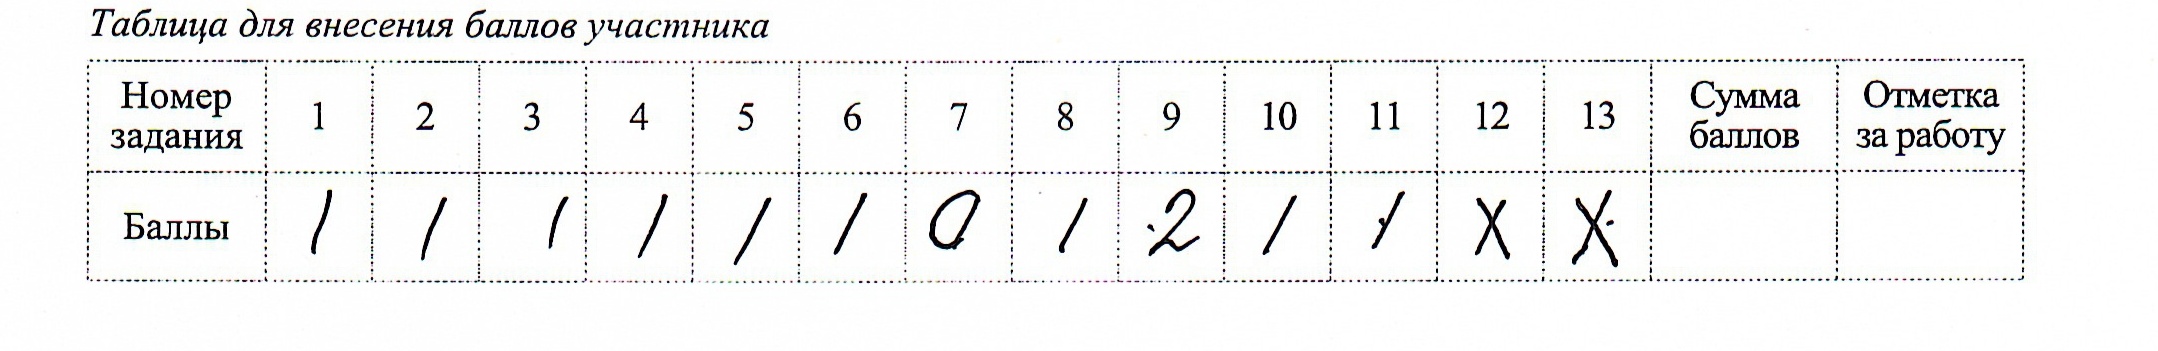 Таблица для внесения баллов участника
Номер задания 1 2 3 4 5 6 7 8 9 10 11 12 13 Сумма баллов Отметка за работу
Баллы 1 1 1 1 1 1 0 1 2 1 1 X X